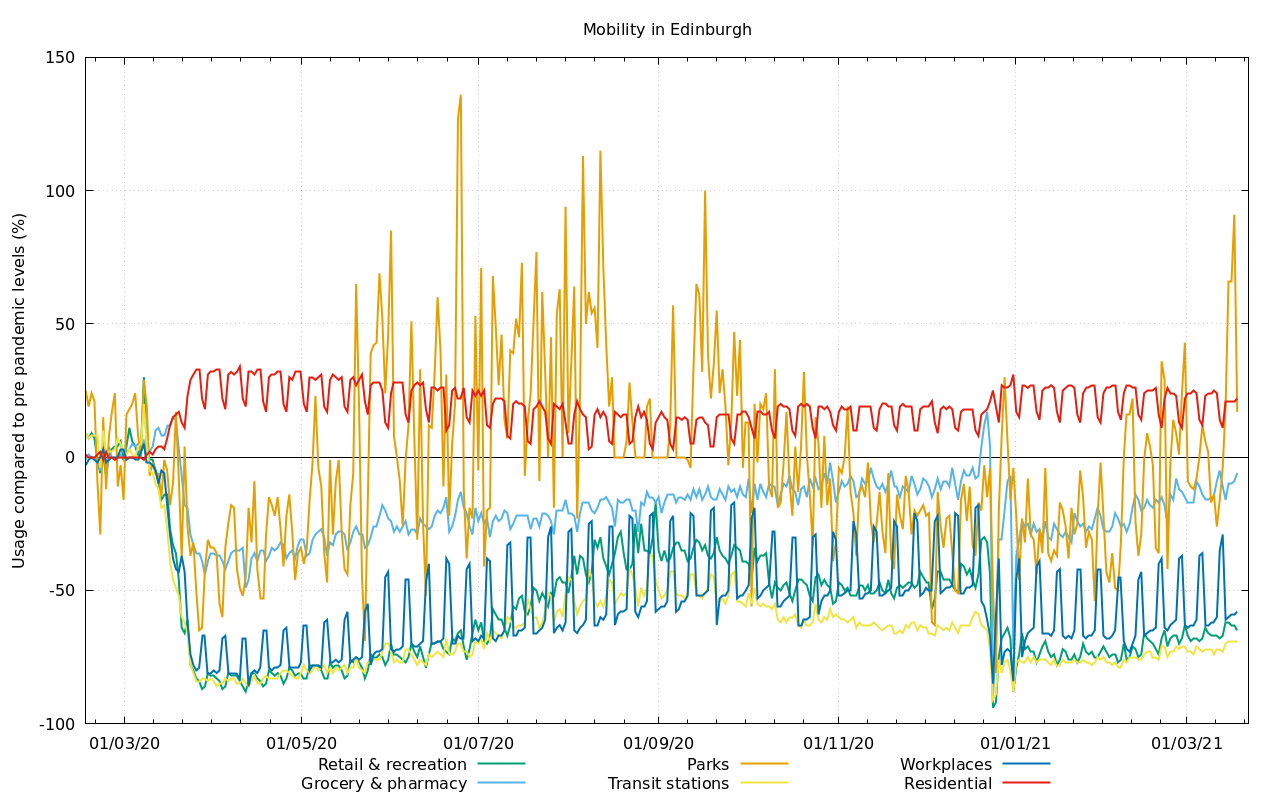 Mobility in Edinburgh
Usage compared to pre pandemic levels (%)
150
100
50
0
-50
-100
01/03/20 01/05/20 01/07/20 01/09/20 01/11/20 01/01/21 01/03/21
Retail & recreation Parks Workplaces
Grocery & pharmacy Transit stations Residential